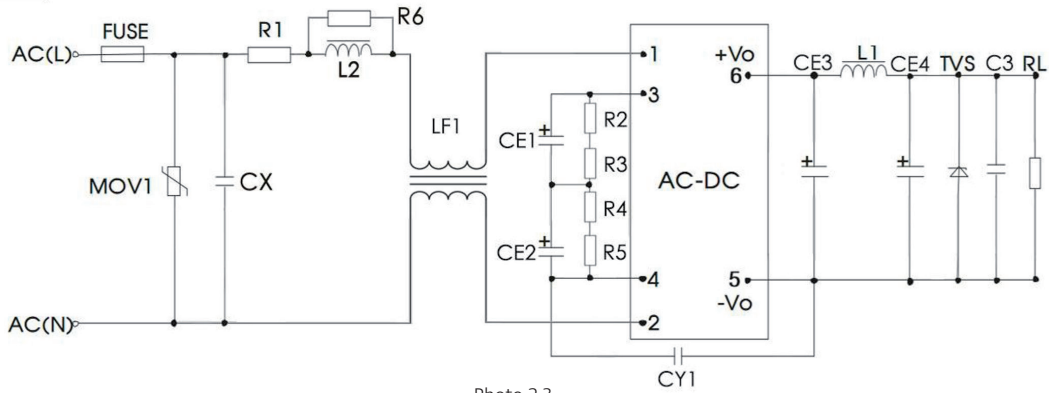 FUSE
R1
R6
AC(L)
L2
1
+Vo
CE3
L1
CE4
TVS
C3
RL
6
3
LF1
CE1
+
R2
R3
MOV1
CX
AC-DC
+
+
R4
CE2
+
R5
4
5
-Vo
AC(N)
2
CY1